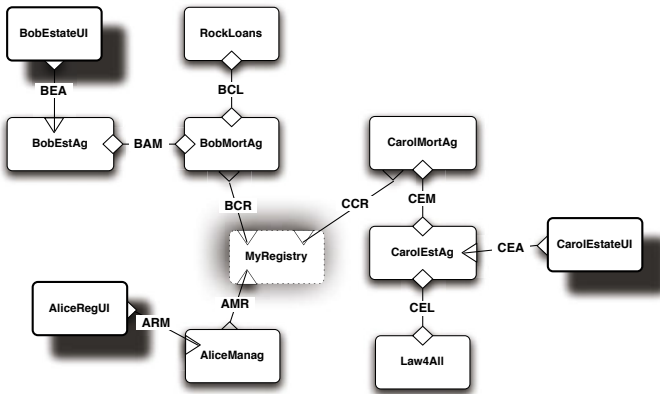 BobEstateUI
RockLoans
BEA
BCL
BobEstAg
BAM
BobMortAg
CarolMortAg
BCR
CCR
CEM
MyRegistry
CarolEstAg
CEA
CarolEstateUI
AliceRegUI
AMR
CEL
ARM
AliceManag
Law4All